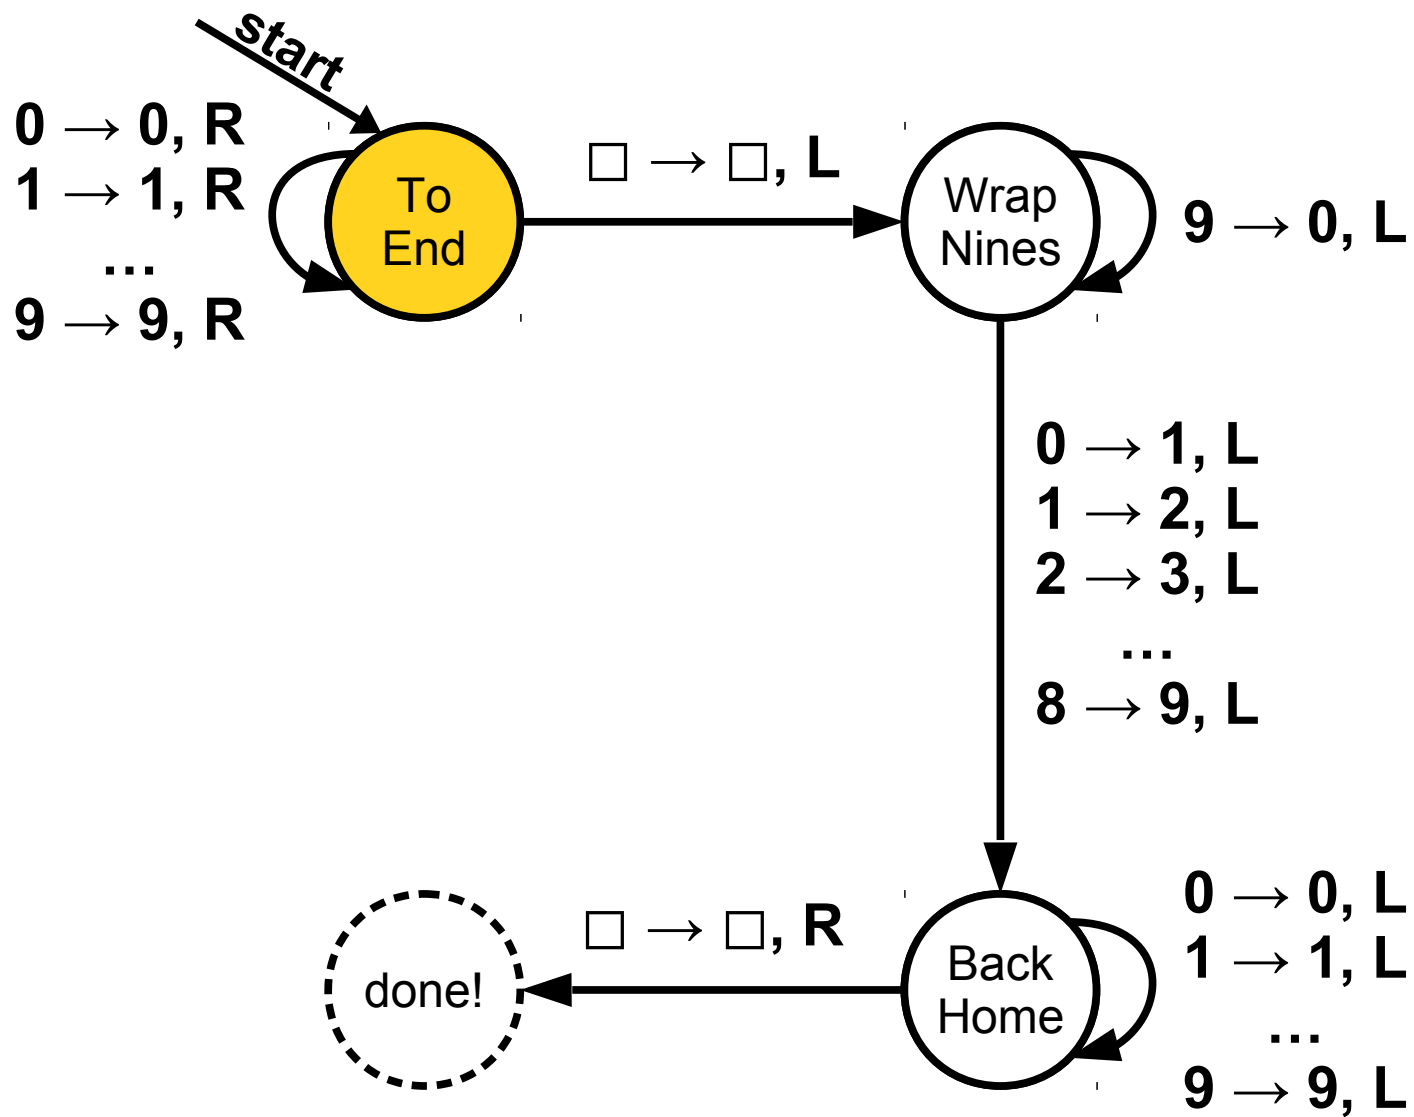 start
0 → 0, R
1 → 1, R
...
9 → 9, R
To
End
□ → □, L
Wrap
Nines
9 → 0, L
0 → 1, L
1 → 2, L
2 → 3, L
...
8 → 9, L
done!
□ → □, R
Back
Home
0 → 0, L
1 → 1, L
...
9 → 9, L